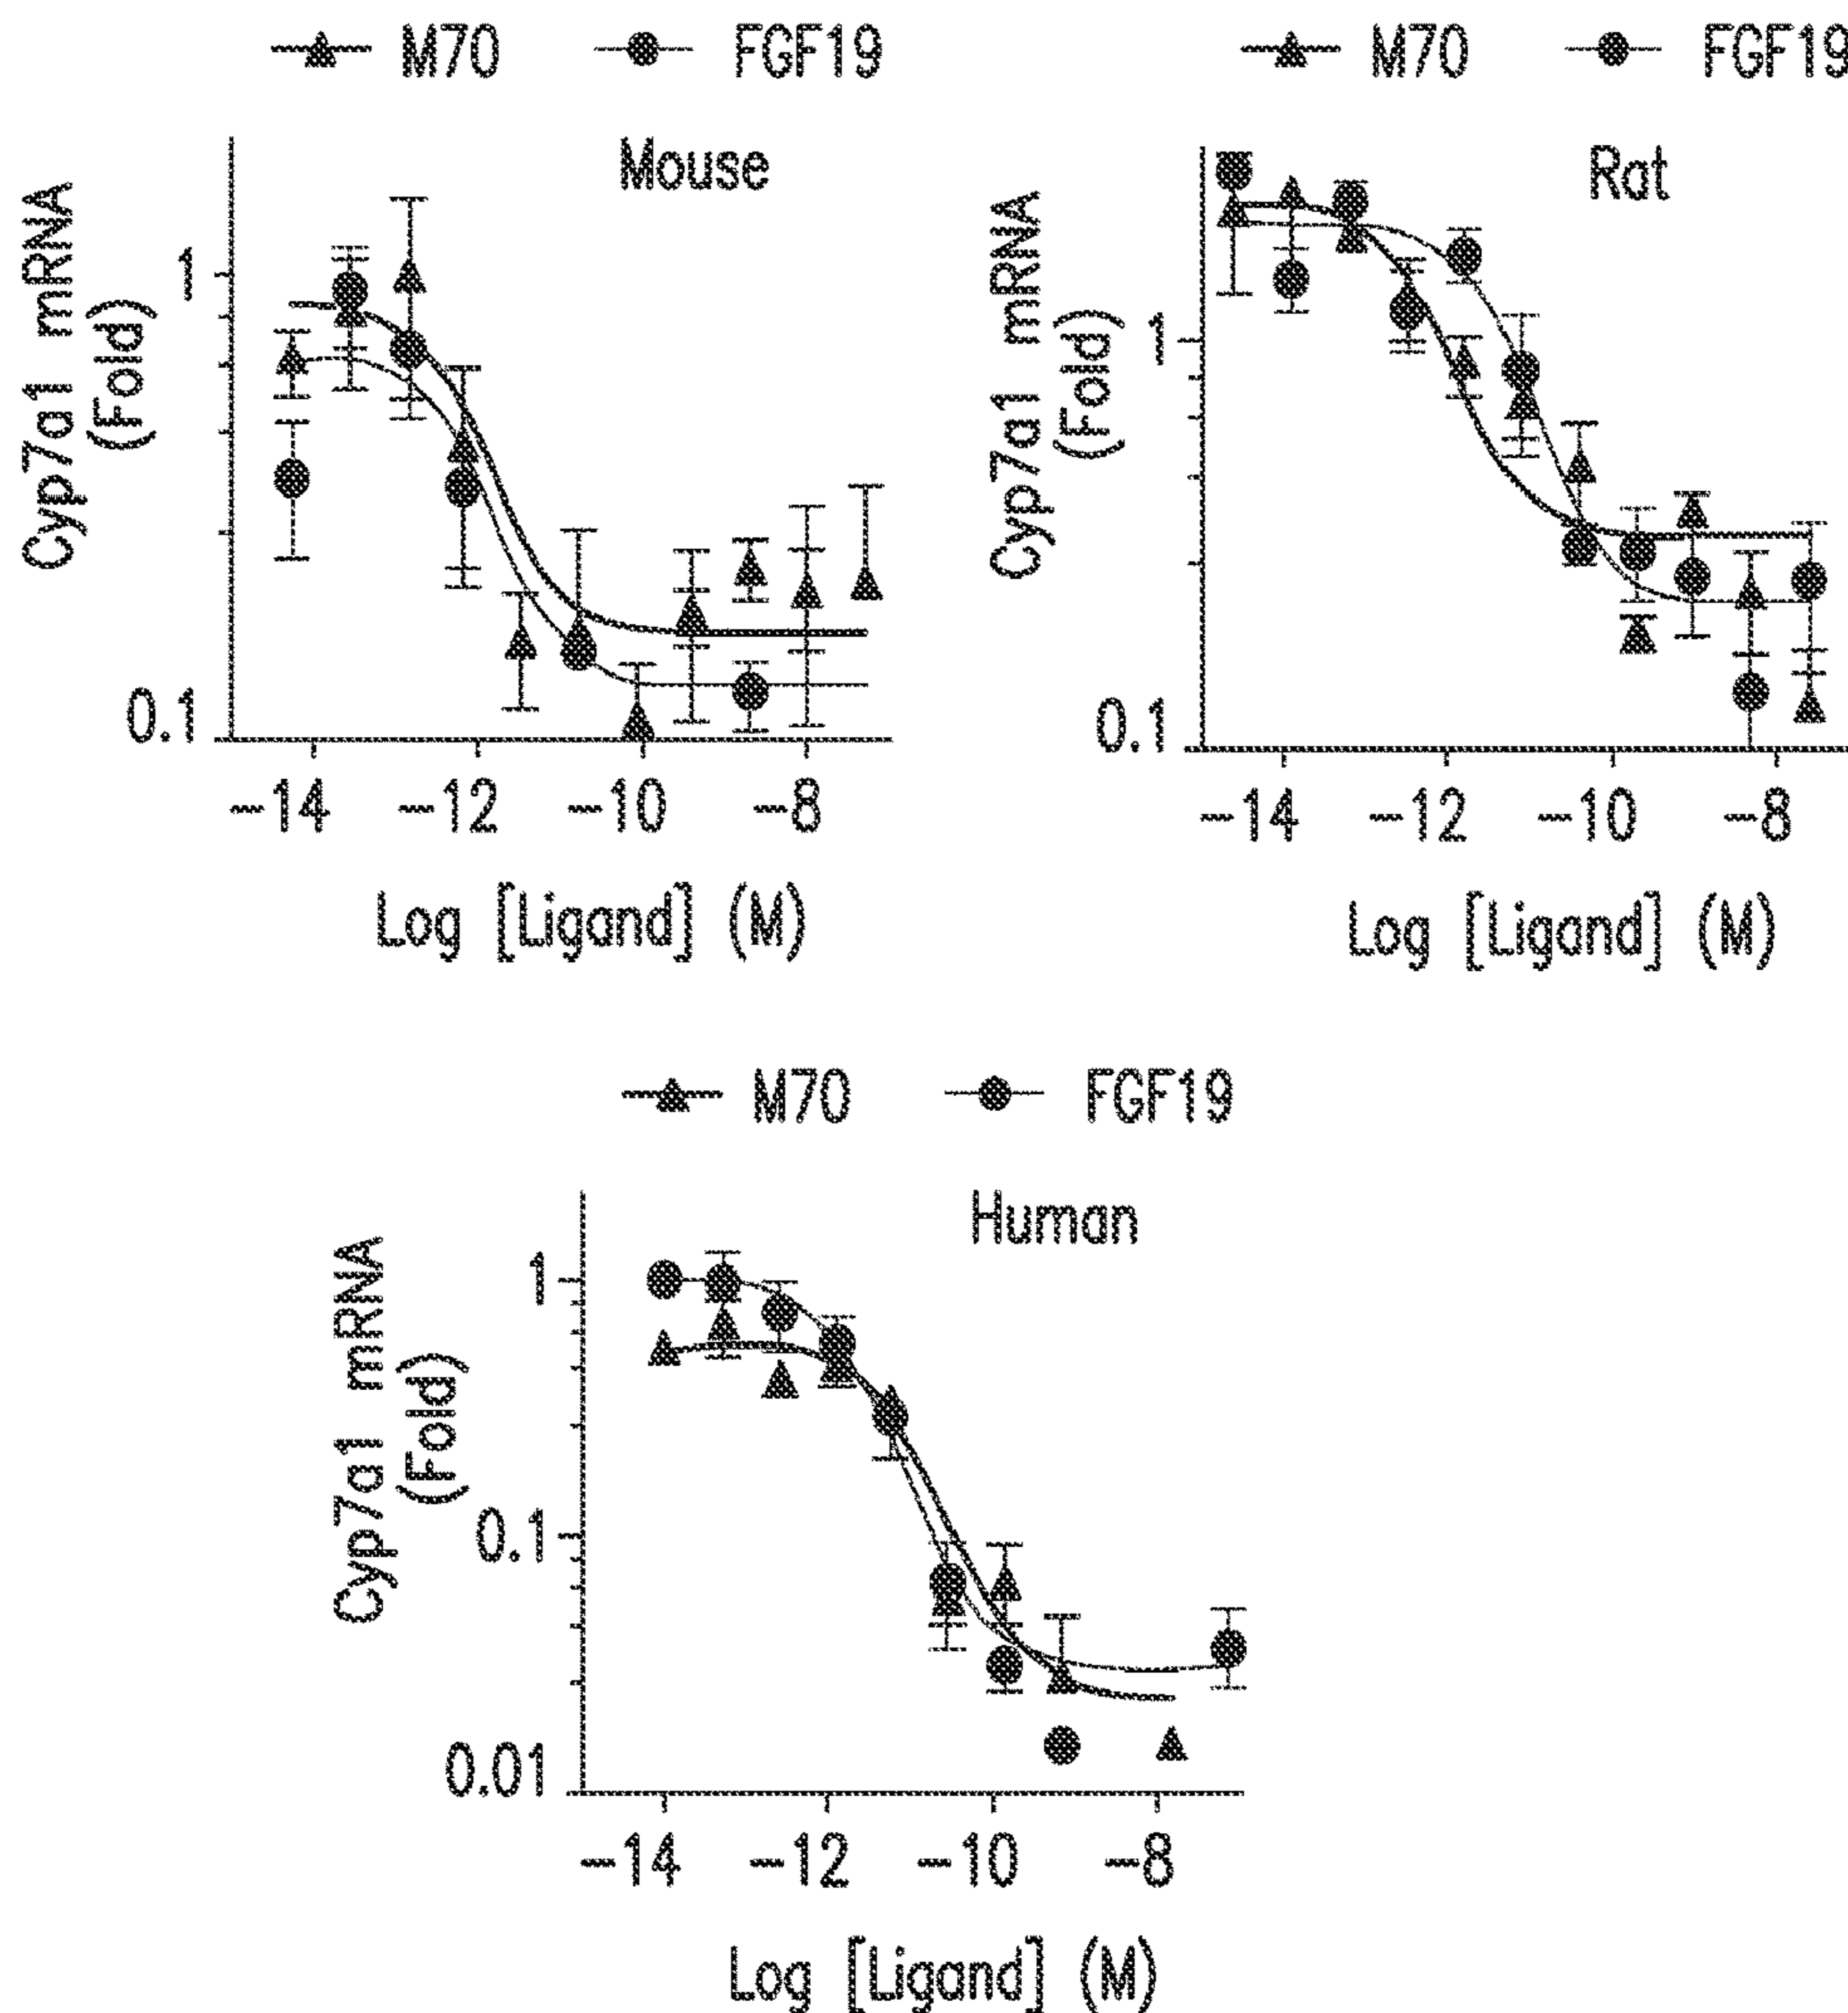 M70 FGF19
Mouse
Cyp7a1 mRNA
(Fold)
1
0.1
-14 -12 -10 -8
Log [Ligand] (M)
M70 FGF19
Rat
Cyp7a1 mRNA
(Fold)
1
0.1
-14 -12 -10 -8
Log [Ligand] (M)
M70 FGF19
Human
Cyp7a1 mRNA
(Fold)
1
0.1
0.01
-14 -12 -10 -8
Log [Ligand] (M)